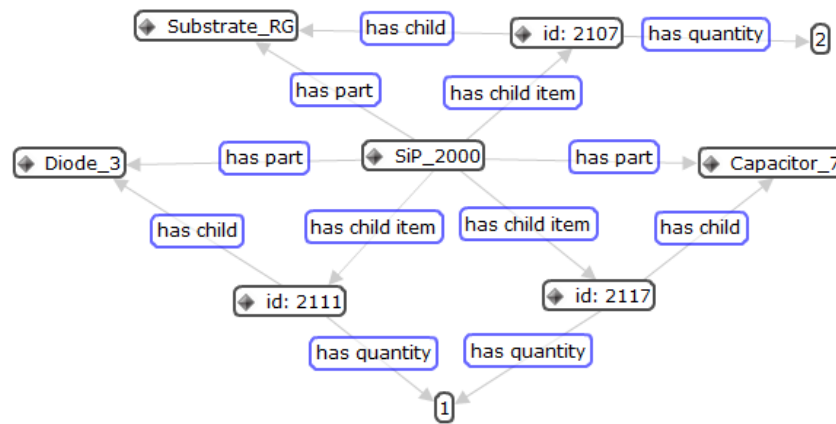 Substrate_RG
has child
id: 2107
has quantity
2
has part
has child item
Diode_3
has part
SiP_2000
has part
Capacitor_7
has child
has child item
has child item
has child
id: 2111
id: 2117
has quantity
has quantity
1